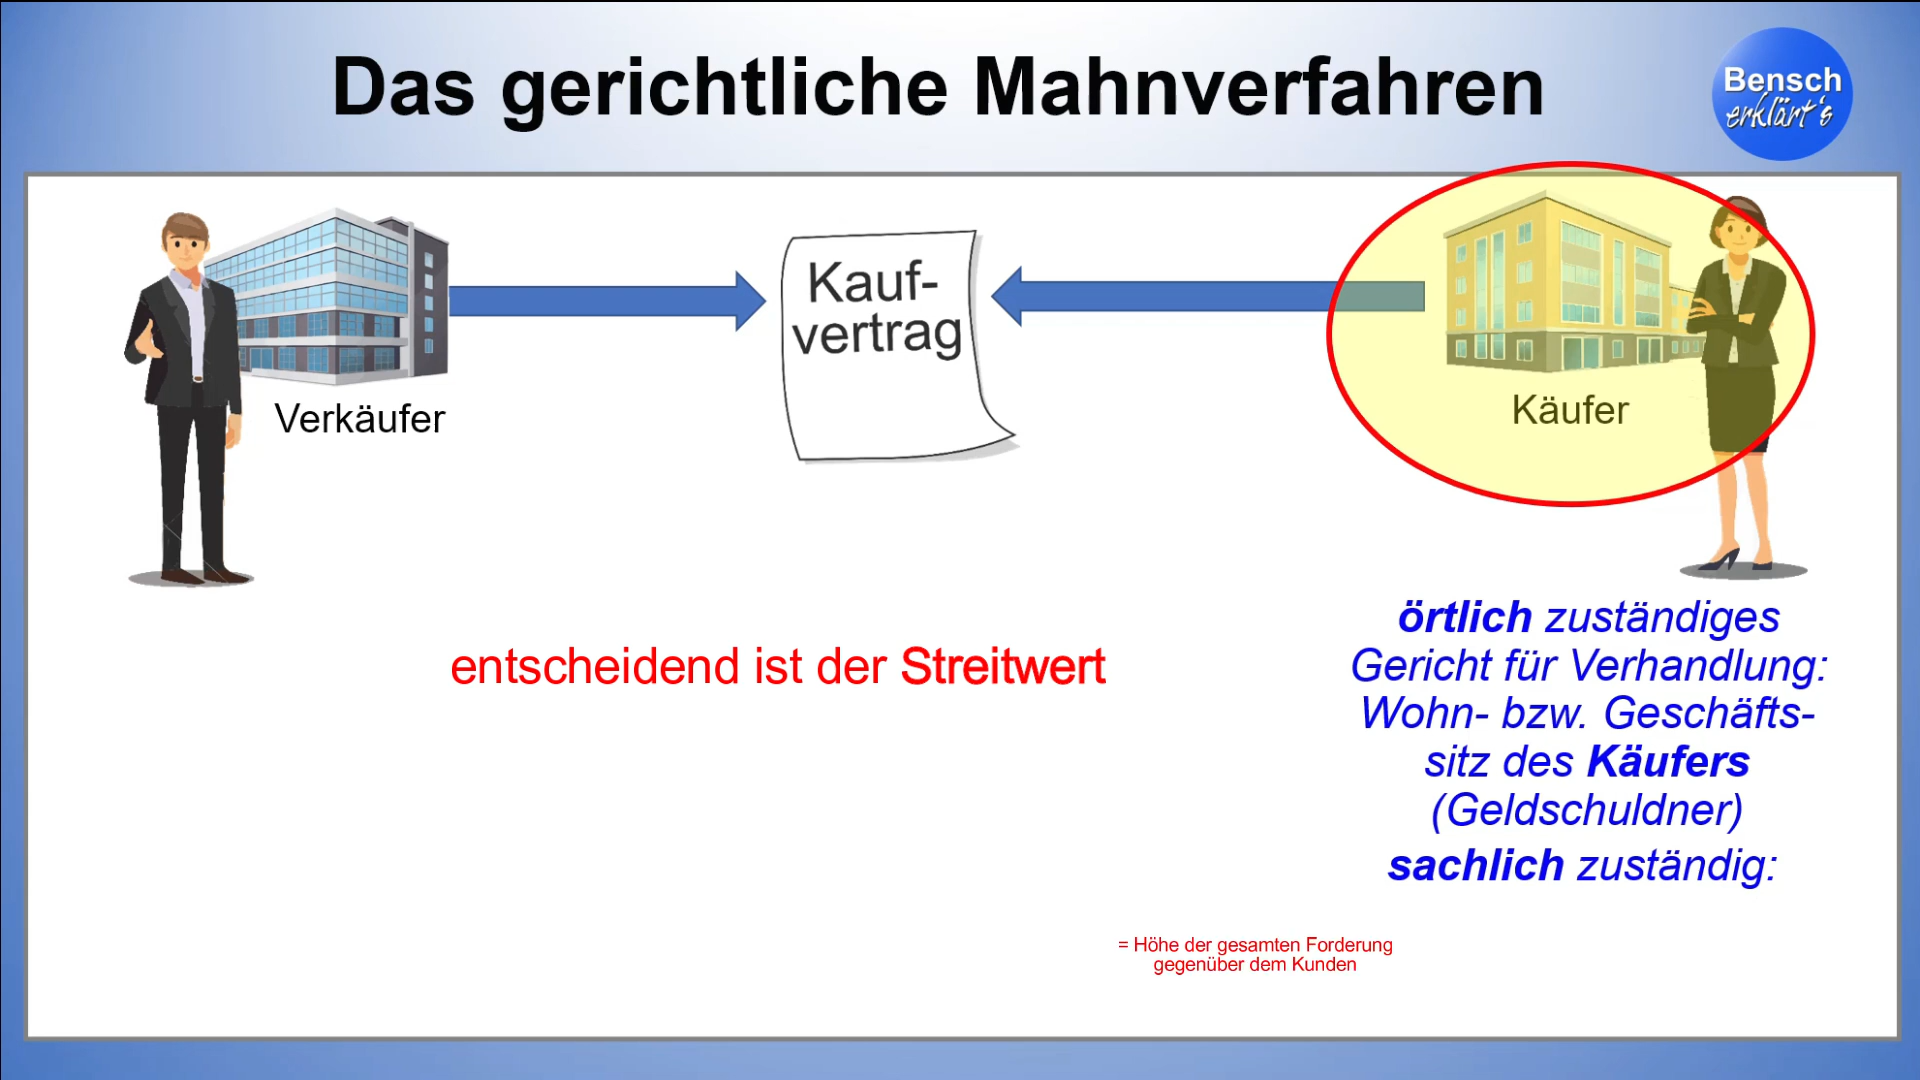 Das gerichtliche Mahnverfahren
Bensch
erklärt's
Kauf-
vertrag
Verkäufer
Käufer
entscheidend ist der Streitwert
örtlich zuständiges
Gericht für Verhandlung:
Wohn- bzw. Geschäfts-
sitz des Käufers
(Geldschuldner)
sachlich zuständig:
= Höhe der gesamten Forderung
gegenüber dem Kunden